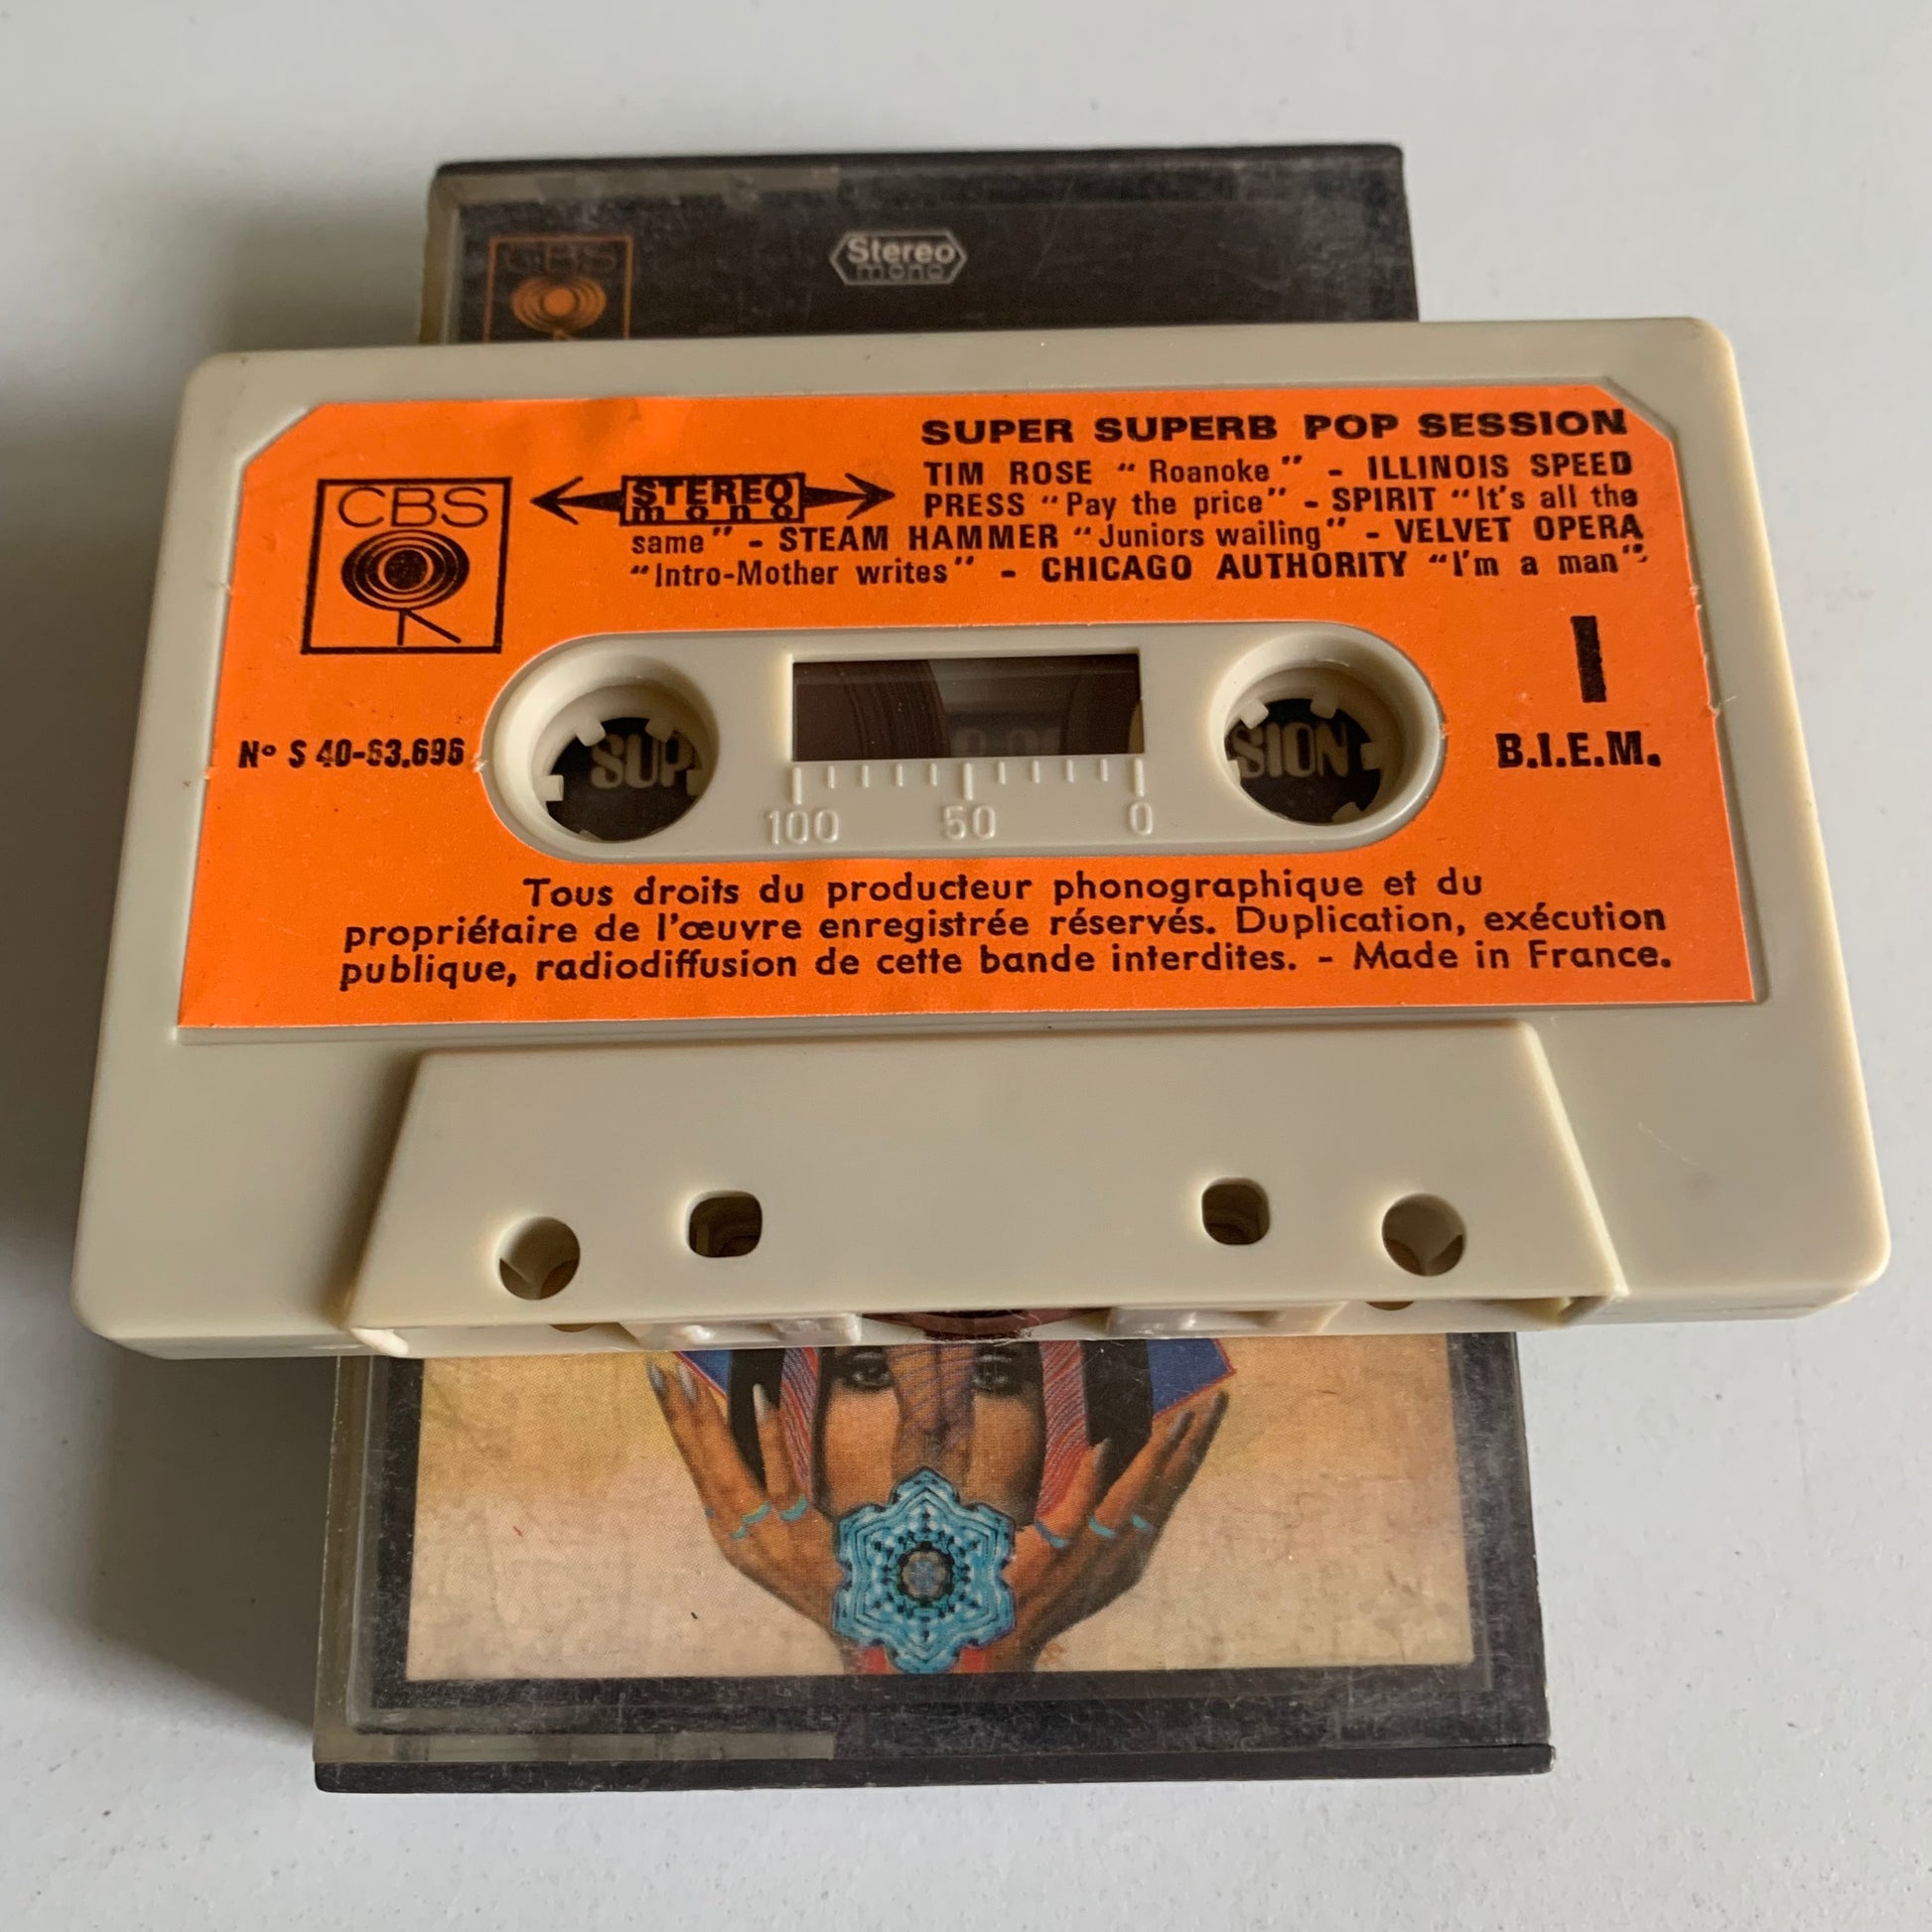 CBS
Stereo
mono
SUPER SUPERB POP SESSION
TIM ROSE “Roanoke” - ILLINOIS SPEED
PRESS “Pay the price” - SPIRIT “It's all the
same” - STEAM HAMMER “Juniors wailing” - VELVET OPERA
“Intro-Mother writes” - CHICAGO AUTHORITY “I'm a man”-
CBS
STEREO
mono
I
Nº S 40-63.696
B.I.E.M.
SUP
SION
100 50 0
Tous droits du producteur phonographique et du
propriétaire de l'œuvre enregistrée réservés. Duplication, exécution
publique, radiodiffusion de cette bande interdites. - Made in France.